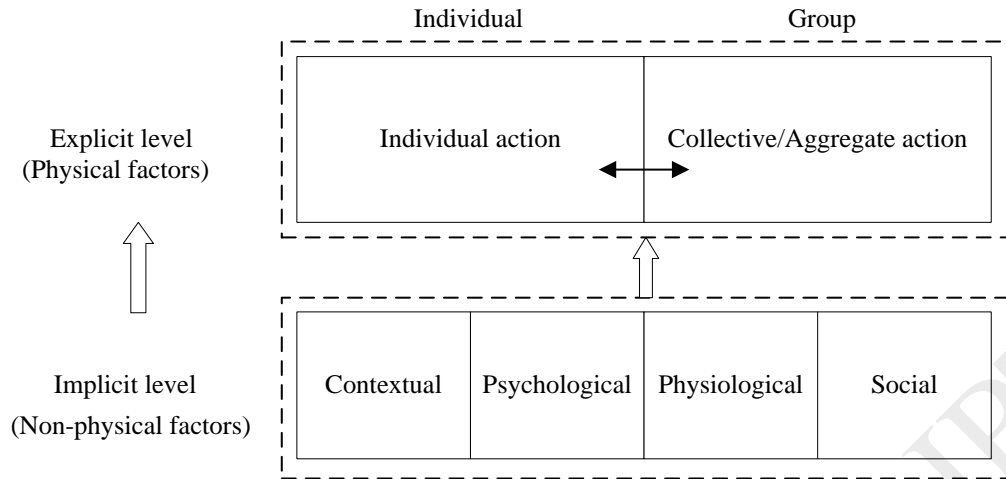 Individual
Group
Explicit level
(Physical factors)
Individual action
Collective/Aggregate action
Implicit level
(Non-physical factors)
Contextual
Psychological
Physiological
Social